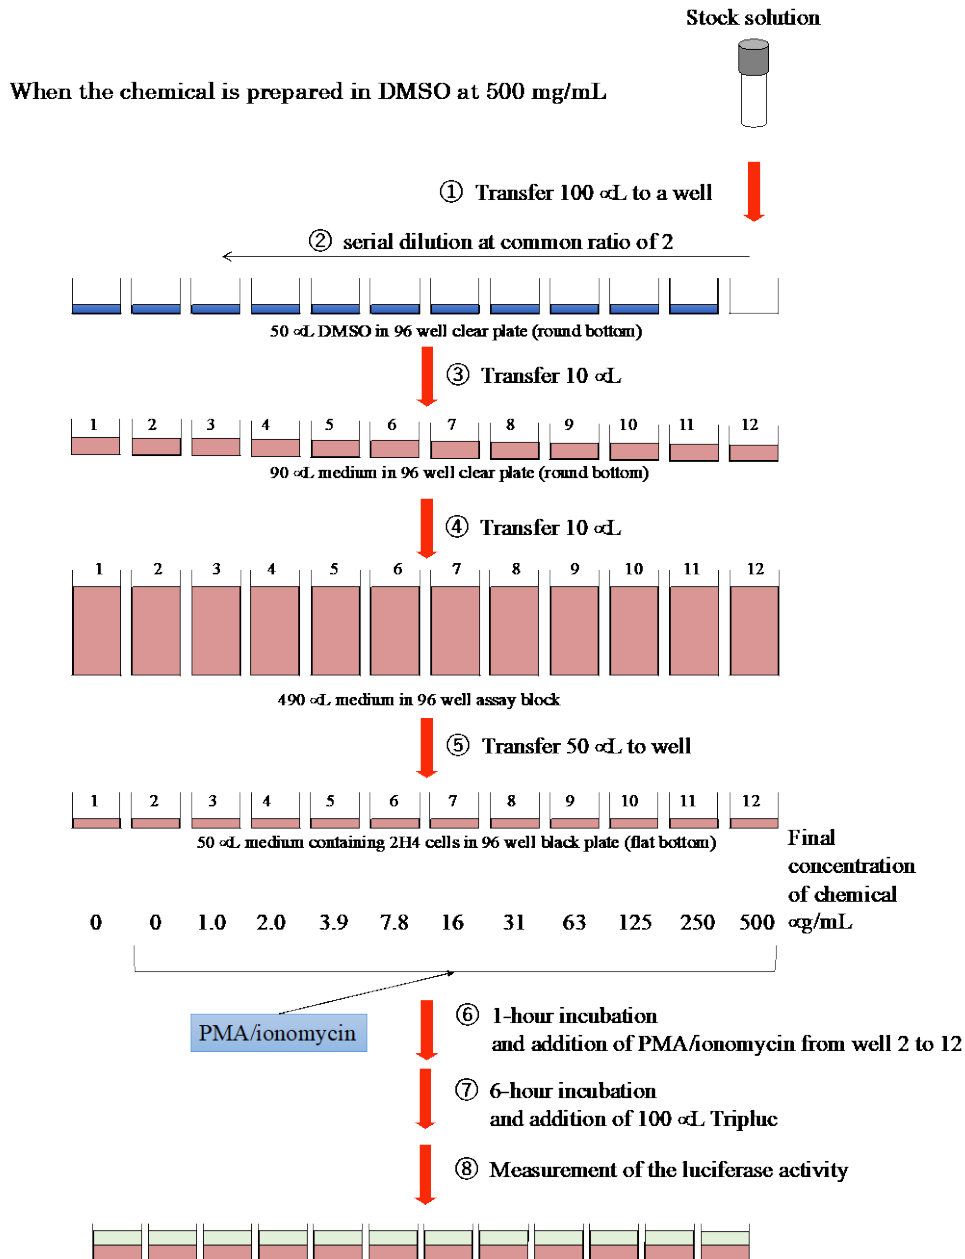 Stock solution
When the chemical is prepared in DMSO at 500 mg/mL
① Transfer 100 ∝L to a well
② serial dilution at common ratio of 2
50 ∝L DMSO in 96 well clear plate (round bottom)
③ Transfer 10 ∝L
1 2 3 4 5 6 7 8 9 10 11 12
90 ∝L medium in 96 well clear plate (round bottom)
④ Transfer 10 ∝L
1 2 3 4 5 6 7 8 9 10 11 12
490 ∝L medium in 96 well assay block
⑤ Transfer 50 ∝L to well
1 2 3 4 5 6 7 8 9 10 11 12
50 ∝L medium containing 2H4 cells in 96 well black plate (flat bottom)
Final
concentration
of chemical
∝g/mL
0 0 1.0 2.0 3.9 7.8 16 31 63 125 250 500
PMA/ionomycin
⑥ 1-hour incubation
and addition of PMA/ionomycin from well 2 to 12
⑦ 6-hour incubation
and addition of 100 ∝L Tripluc
⑧ Measurement of the luciferase activity